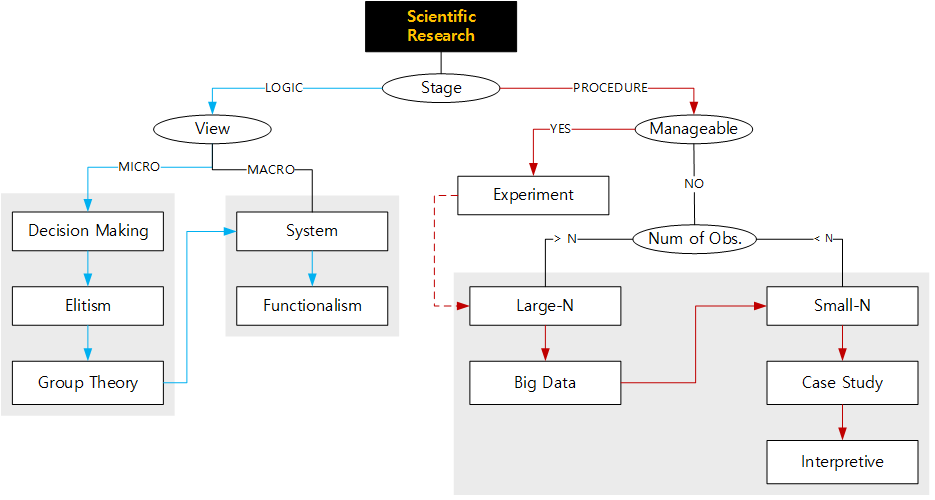 Scientific
Research
Stage
LOGIC
PROCEDURE
View
Manageable
YES
MICRO
MACRO
NO
Experiment
Decision Making
System
> N
Num of Obs.
< N
Elitism
Functionalism
Large-N
Small-N
Group Theory
Big Data
Case Study
Interpretive